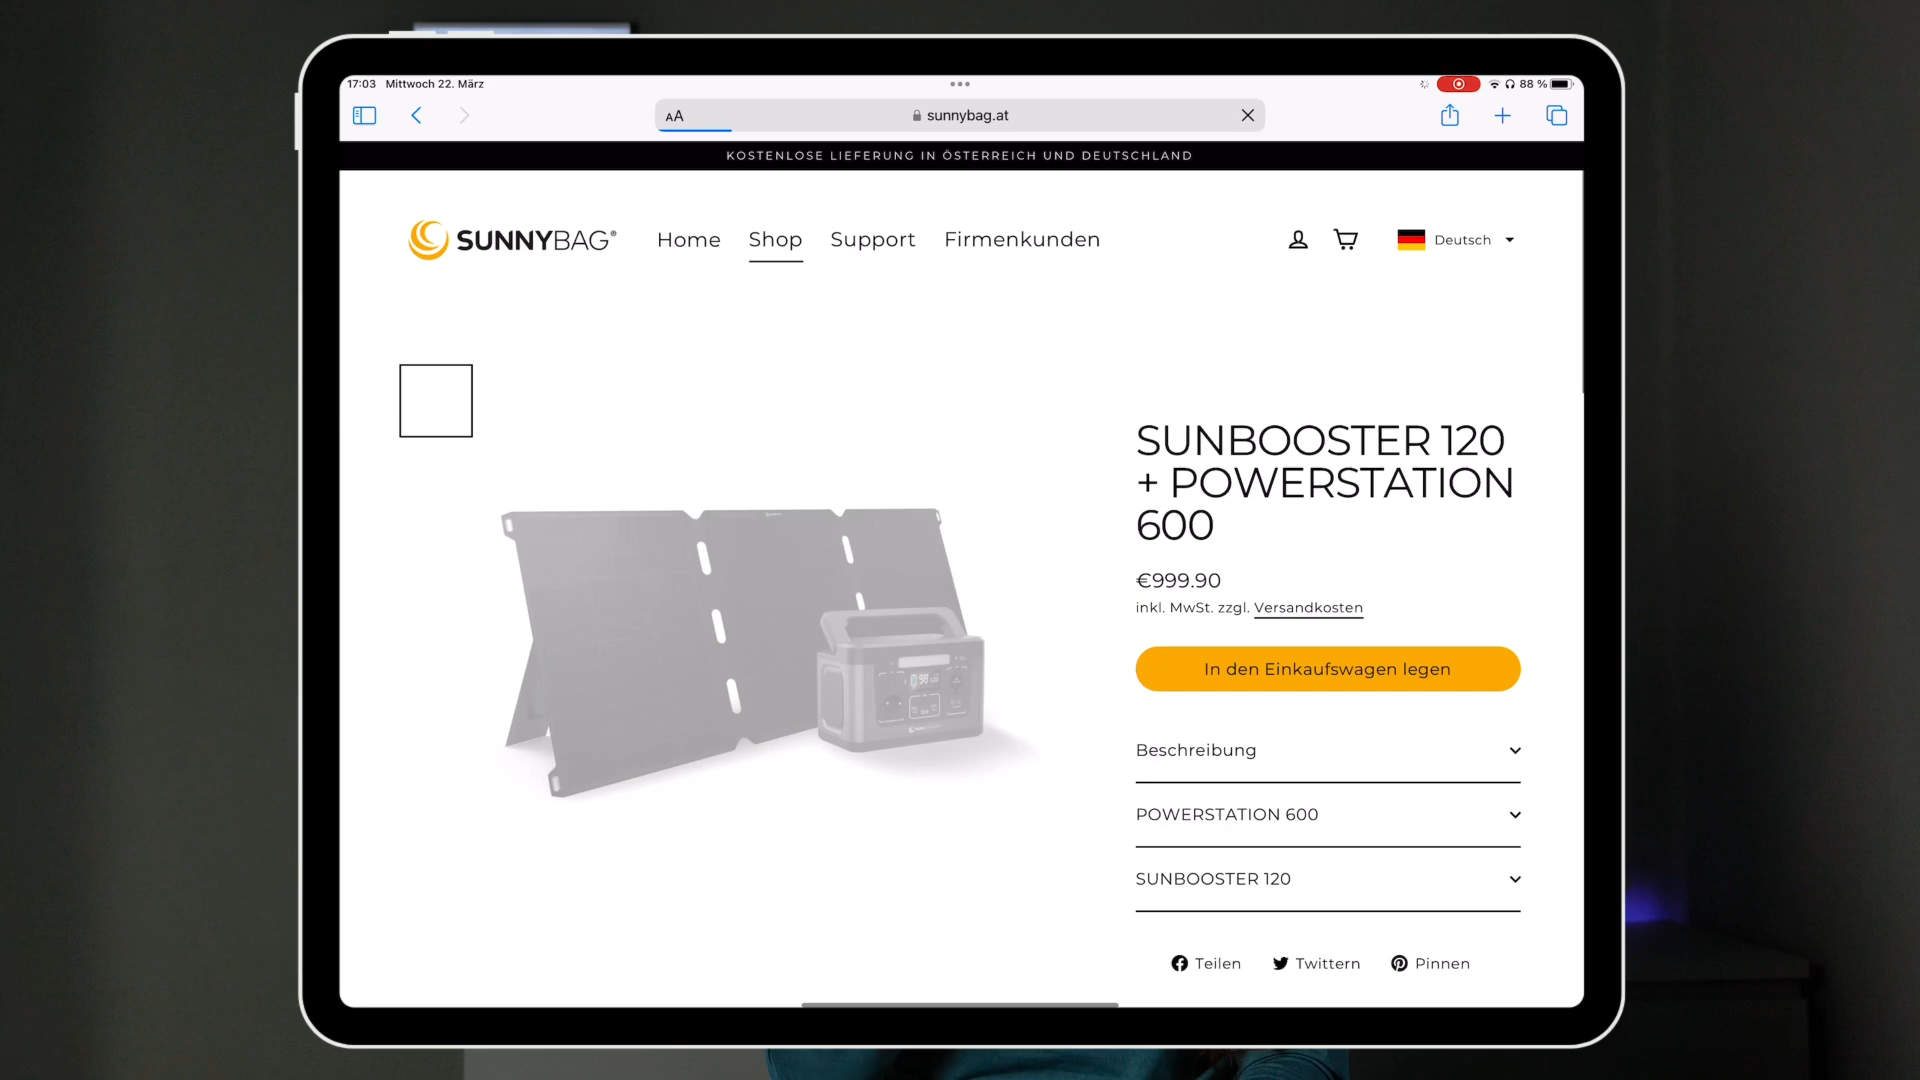 17:03 Mittwoch 22. März
88 %
AA
sunnybag.at
KOSTENLOSE LIEFERUNG IN ÖSTERREICH UND DEUTSCHLAND
SUNNYBAG®
Home Shop Support Firmenkunden
Deutsch
SUNBOOSTER 120
+ POWERSTATION
600
€999.90
inkl. MwSt. zzgl. Versandkosten
In den Einkaufswagen legen
Beschreibung
POWERSTATION 600
SUNBOOSTER 120
Teilen Twittern Pinnen